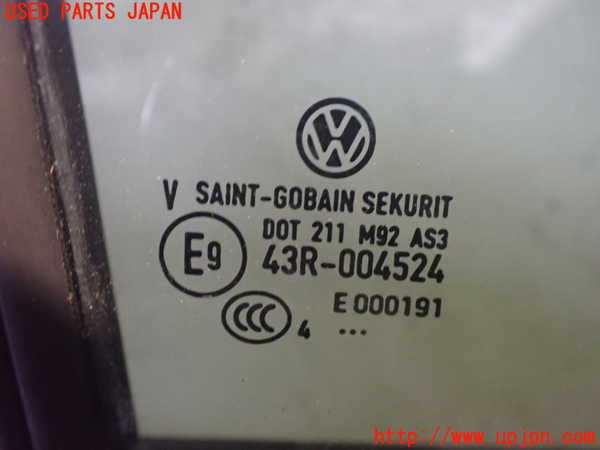 USED PARTS JAPAN
VW
V SAINT-GOBAIN SEKURIT
DOT 211 M92 AS3
E9 43R-004524
E 000191
CCC 4 ...
http://www.upjpn.com/